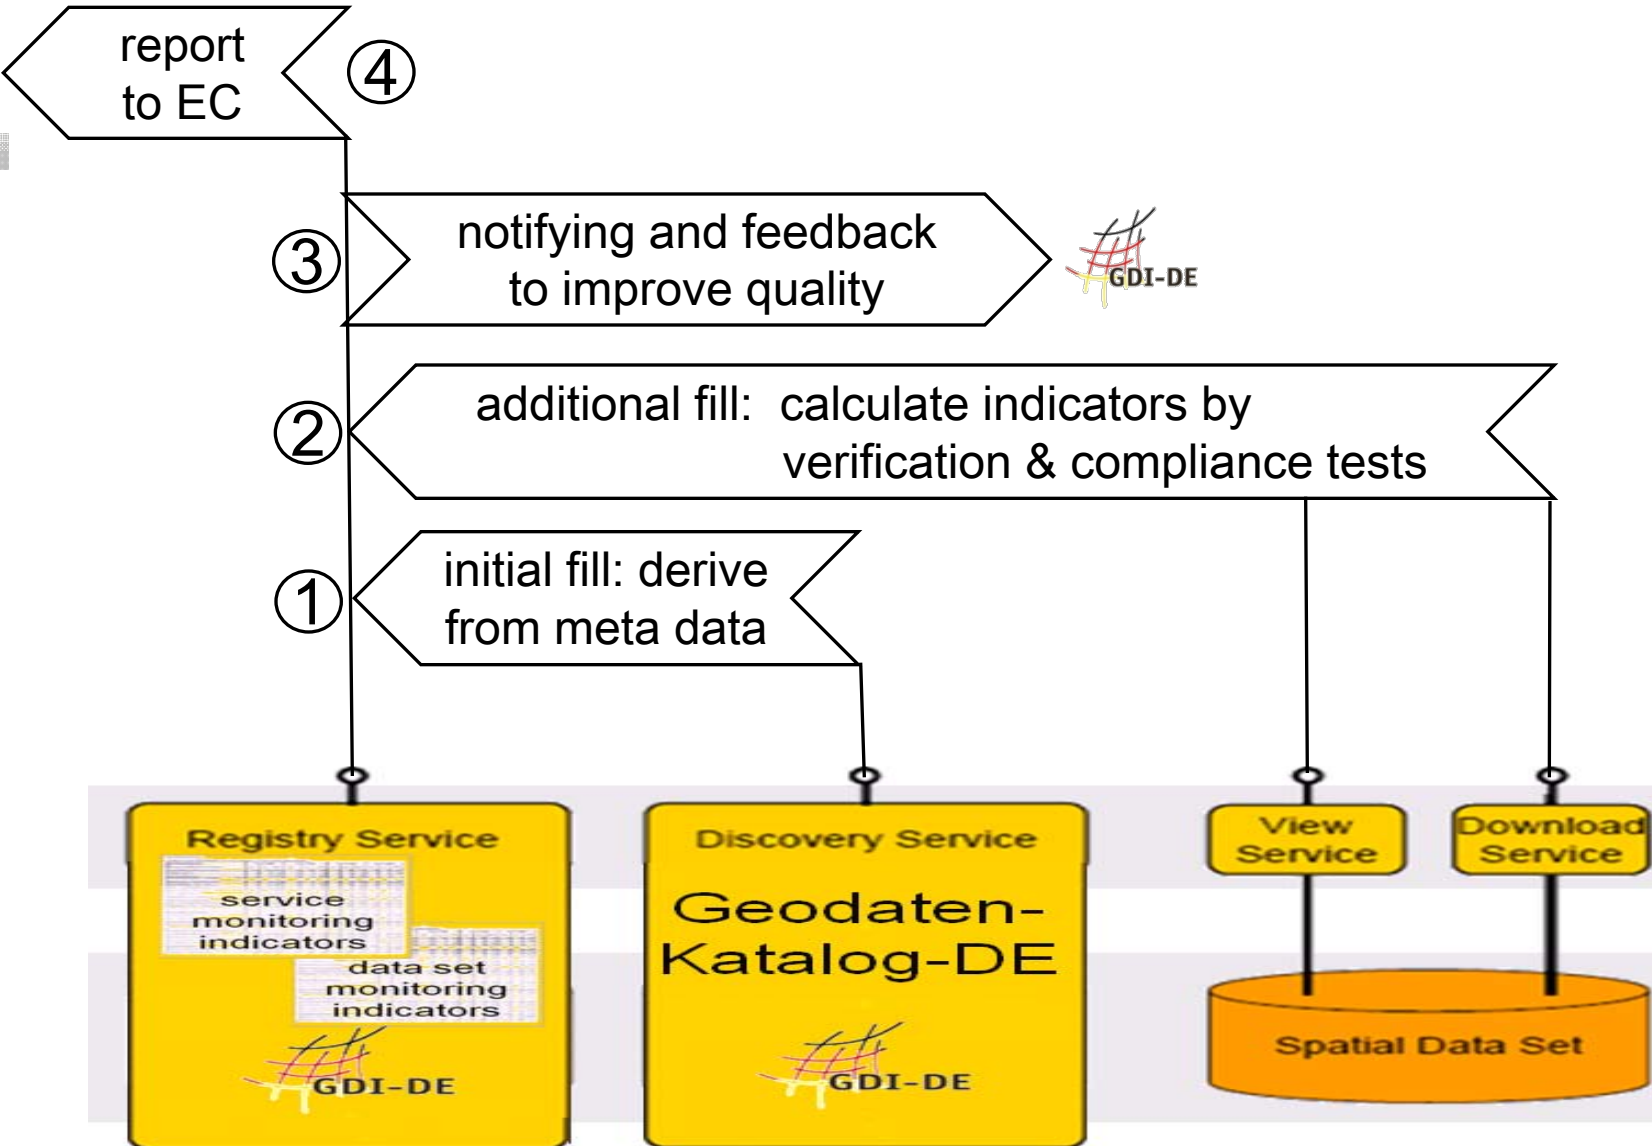 report
to EC
④
③
notifying and feedback
to improve quality
GDI-DE
②
additional fill: calculate indicators by
verification & compliance tests
①
initial fill: derive
from meta data
Registry Service
service
monitoring
indicators
data set
monitoring
indicators
GDI-DE
Discovery Service
Geodaten-
Katalog-DE
GDI-DE
View
Service
Download
Service
Spatial Data Set